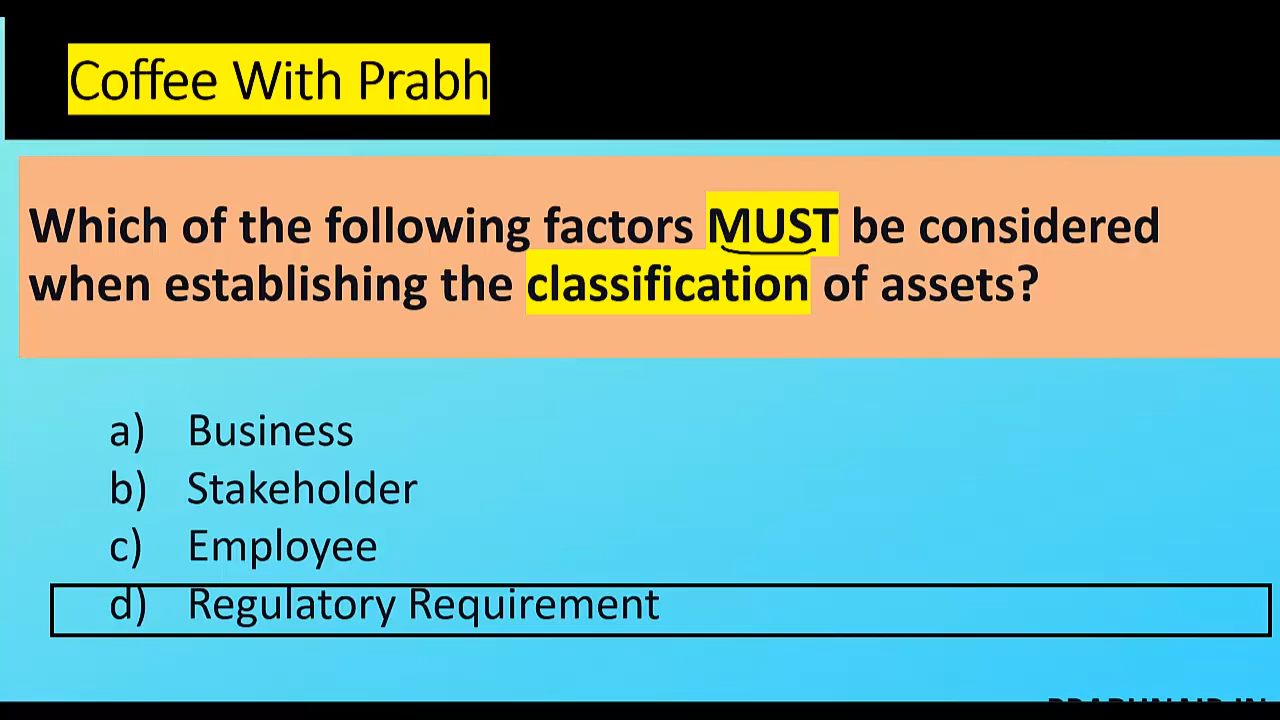 Coffee With Prabh
Which of the following factors MUST be considered
when establishing the classification of assets?
a) Business
b) Stakeholder
c) Employee
d) Regulatory Requirement